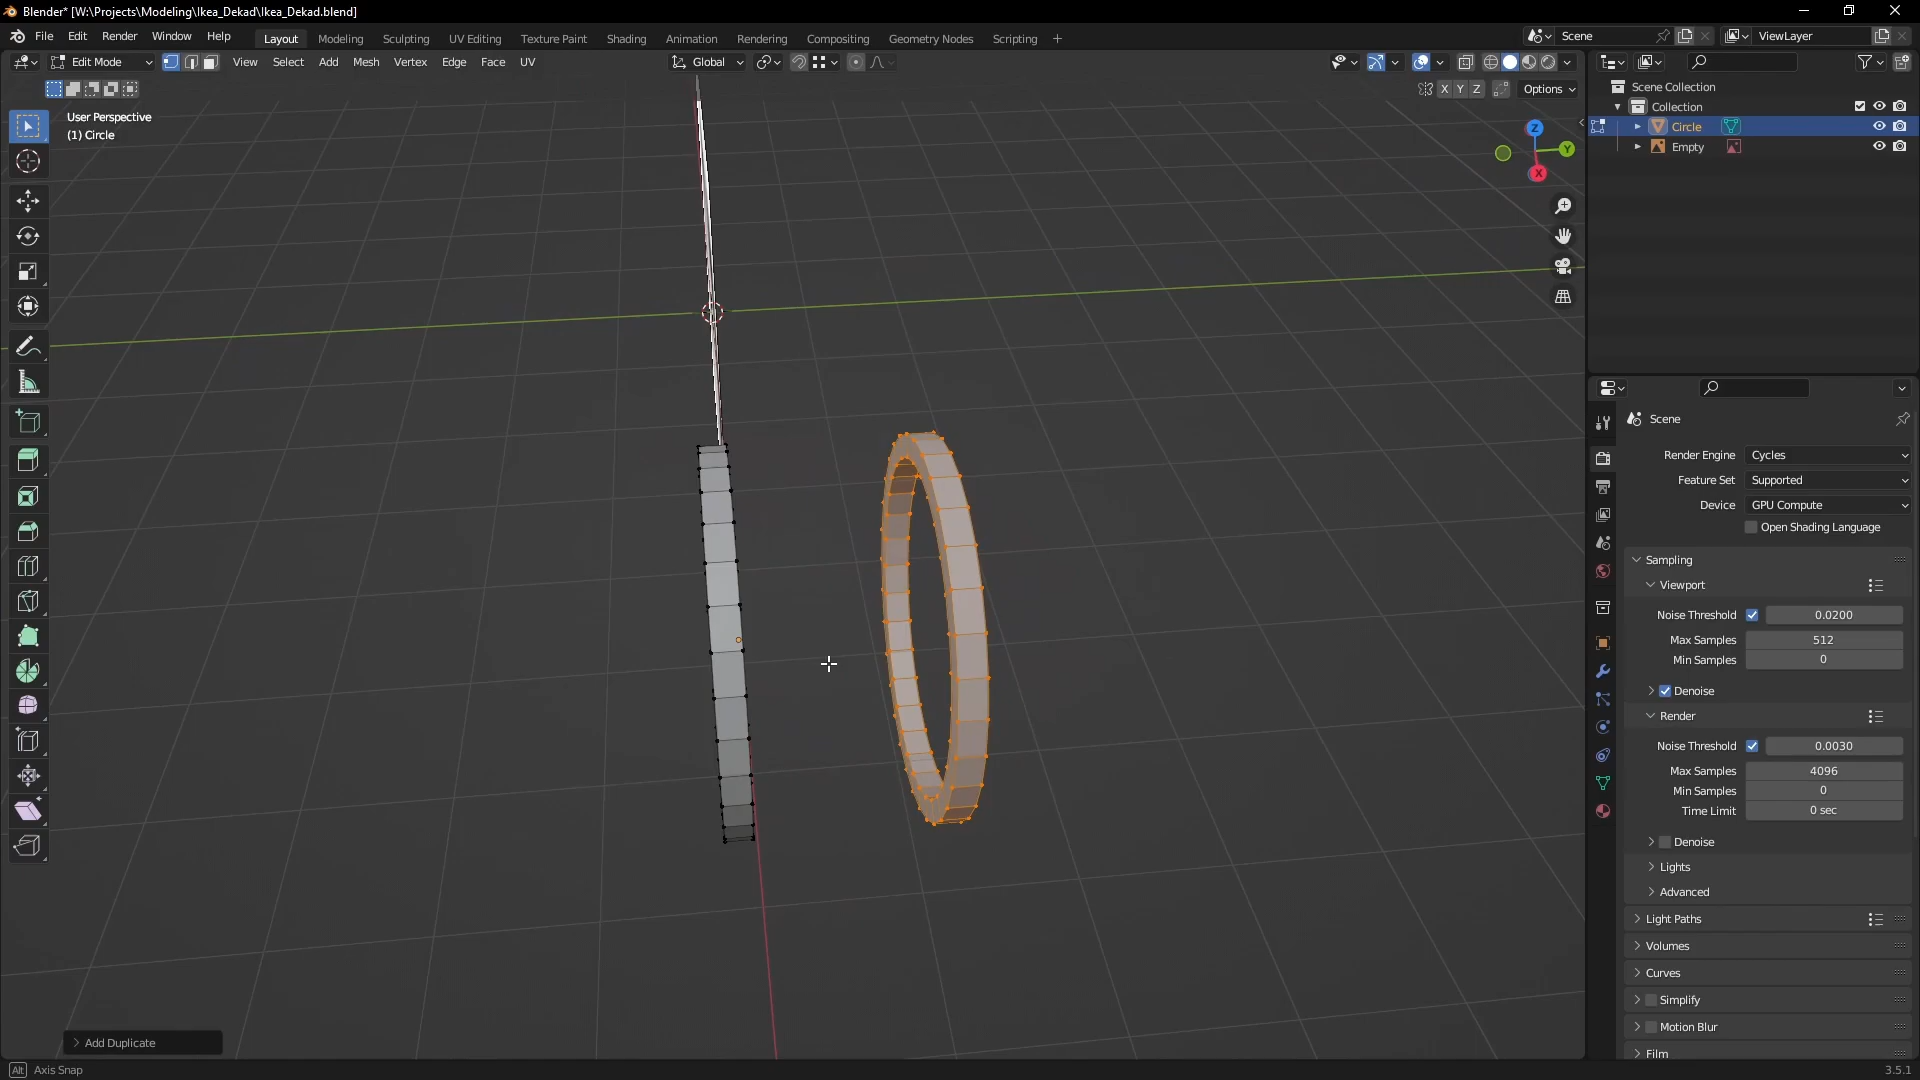 Blender* [W:\Projects\Modeling\Ikea_Dekad\Ikea_Dekad.blend]
File Edit Render Window Help
Layout Modeling Sculpting UV Editing Texture Paint Shading Animation Rendering Compositing Geometry Nodes Scripting +
Scene
ViewLayer
Edit Mode
View Select Add Mesh Vertex Edge Face UV
Global
X Y Z
Options
User Perspective
(1) Circle
Z
Y
X
Scene Collection
Collection
Circle
Empty
Scene
Render Engine Cycles
Feature Set Supported
Device GPU Compute
Open Shading Language
Sampling
Viewport
Noise Threshold 0.0200
Max Samples 512
Min Samples 0
Denoise
Render
Noise Threshold 0.0030
Max Samples 4096
Min Samples 0
Time Limit 0 sec
Denoise
Lights
Advanced
Light Paths
Volumes
Curves
Simplify
Motion Blur
Film
Add Duplicate
Alt Axis Snap
3.5.1